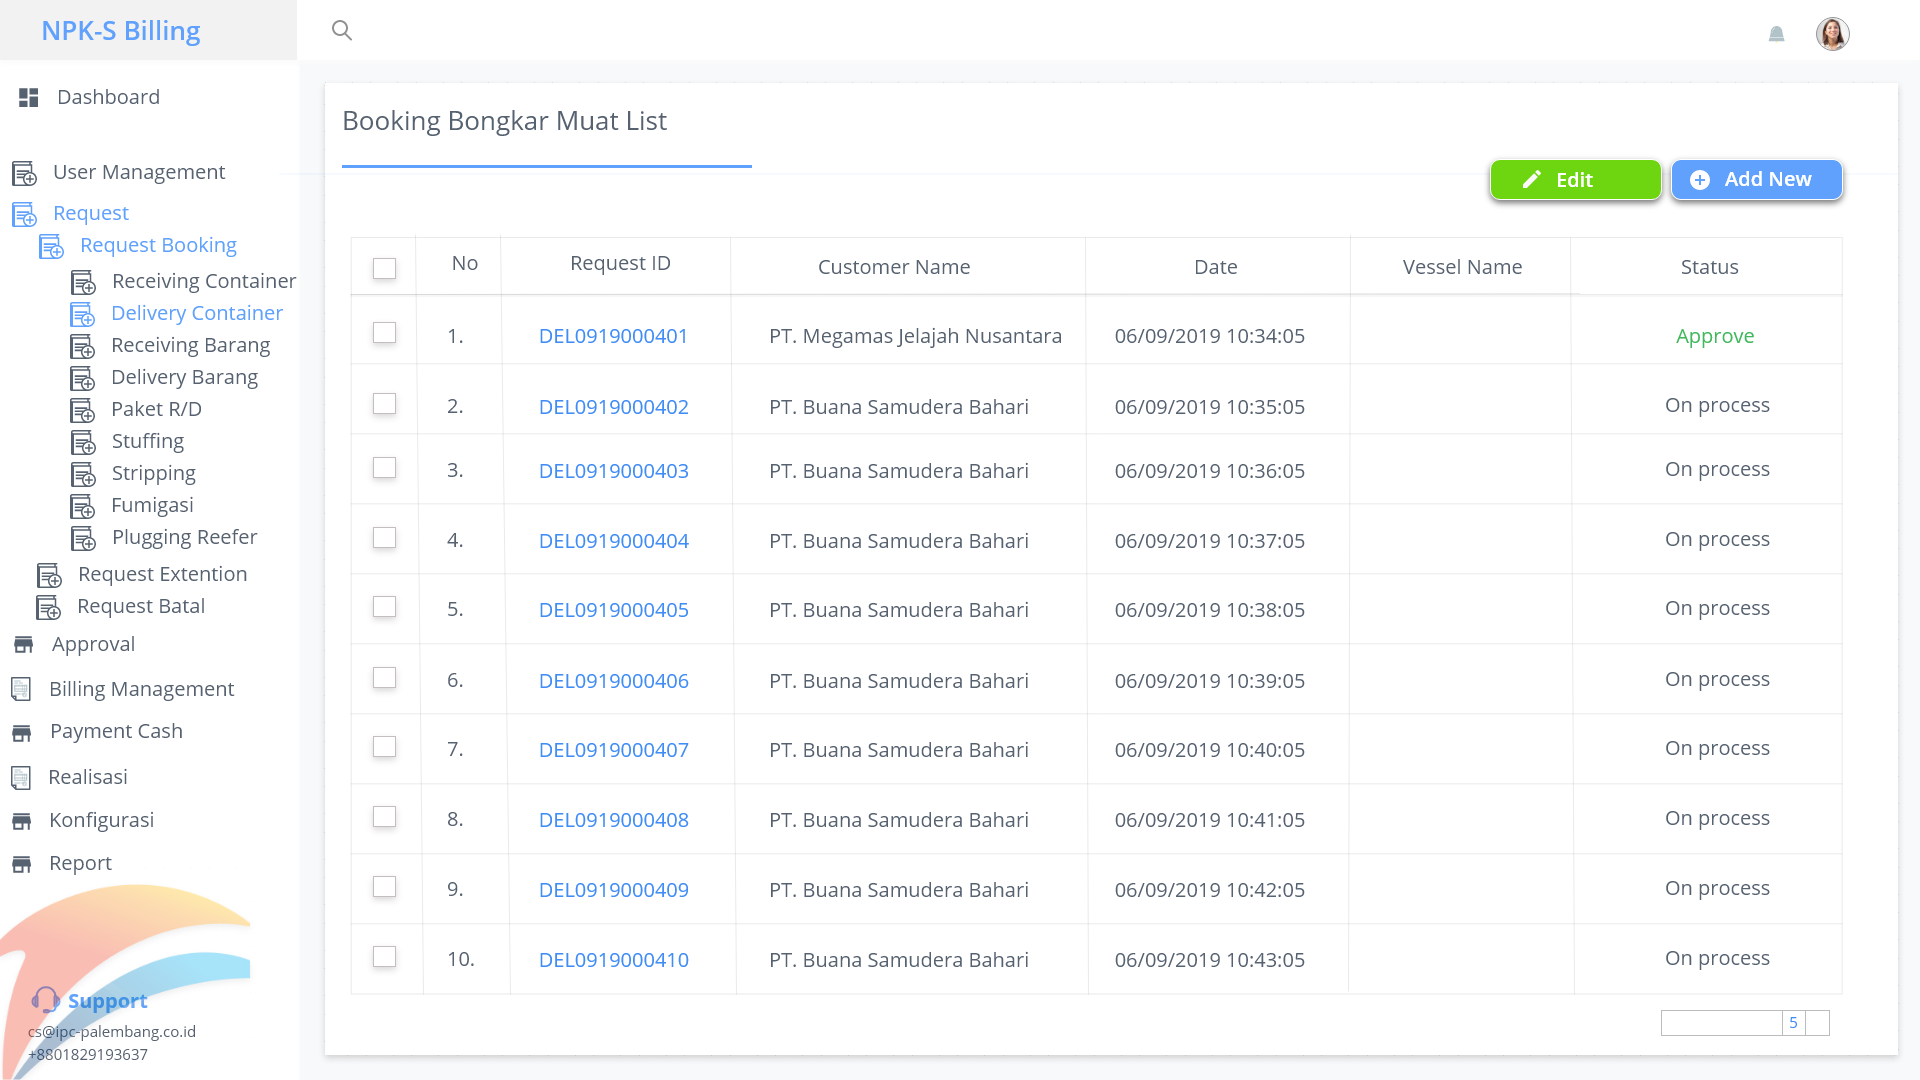 NPK-S Billing
Dashboard
User Management
Request
Request Booking
Receiving Container
Delivery Container
Receiving Barang
Delivery Barang
Paket R/D
Stuffing
Stripping
Fumigasi
Plugging Reefer
Request Extention
Request Batal
Approval
Billing Management
Payment Cash
Realisasi
Konfigurasi
Report
Support
cs@ipc-palembang.co.id
+8801829193637
Booking Bongkar Muat List
Edit
Add New
No Request ID Customer Name Date Vessel Name Status
1. DEL0919000401 PT. Megamas Jelajah Nusantara 06/09/2019 10:34:05 Approve
2. DEL0919000402 PT. Buana Samudera Bahari 06/09/2019 10:35:05 On process
3. DEL0919000403 PT. Buana Samudera Bahari 06/09/2019 10:36:05 On process
4. DEL0919000404 PT. Buana Samudera Bahari 06/09/2019 10:37:05 On process
5. DEL0919000405 PT. Buana Samudera Bahari 06/09/2019 10:38:05 On process
6. DEL0919000406 PT. Buana Samudera Bahari 06/09/2019 10:39:05 On process
7. DEL0919000407 PT. Buana Samudera Bahari 06/09/2019 10:40:05 On process
8. DEL0919000408 PT. Buana Samudera Bahari 06/09/2019 10:41:05 On process
9. DEL0919000409 PT. Buana Samudera Bahari 06/09/2019 10:42:05 On process
10. DEL0919000410 PT. Buana Samudera Bahari 06/09/2019 10:43:05 On process
5